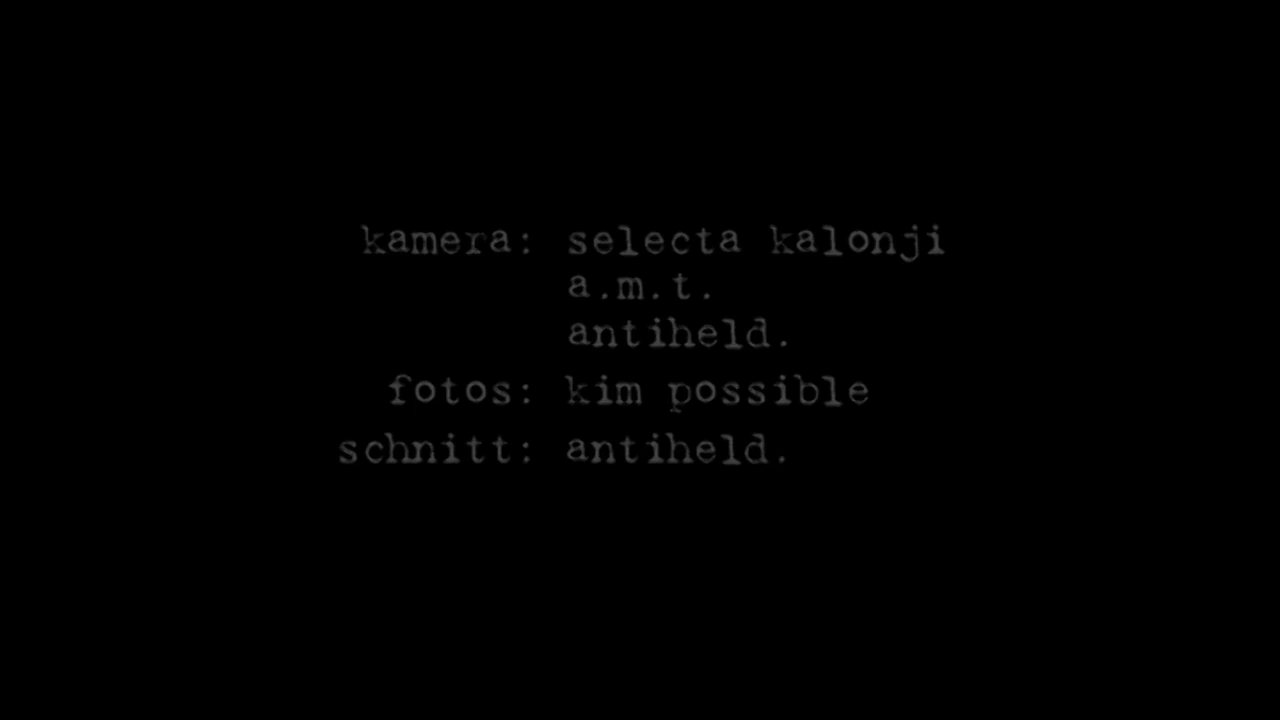 kamera: selecta kalonji
a.m.t.
antiheld.
fotos: kim possible
schnitt: antiheld.